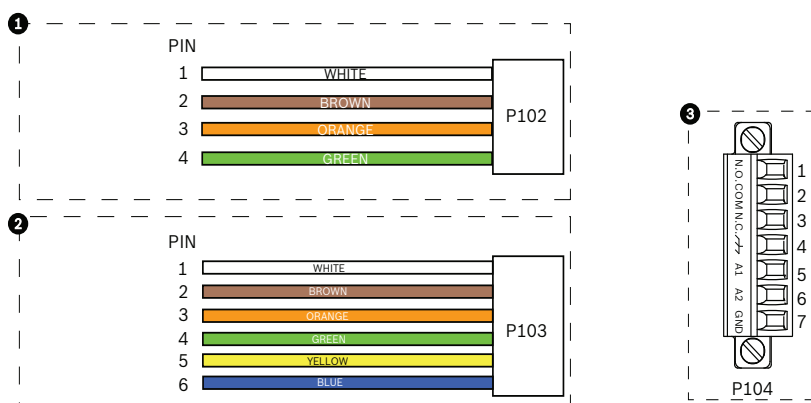 1
PIN
1 WHITE
2 BROWN
3 ORANGE
4 GREEN
P102
2
PIN
1 WHITE
2 BROWN
3 ORANGE
4 GREEN
5 YELLOW
6 BLUE
P103
3
N.O. 1
COM 2
N.C. 3
4
A1 5
A2 6
GND 7
P104